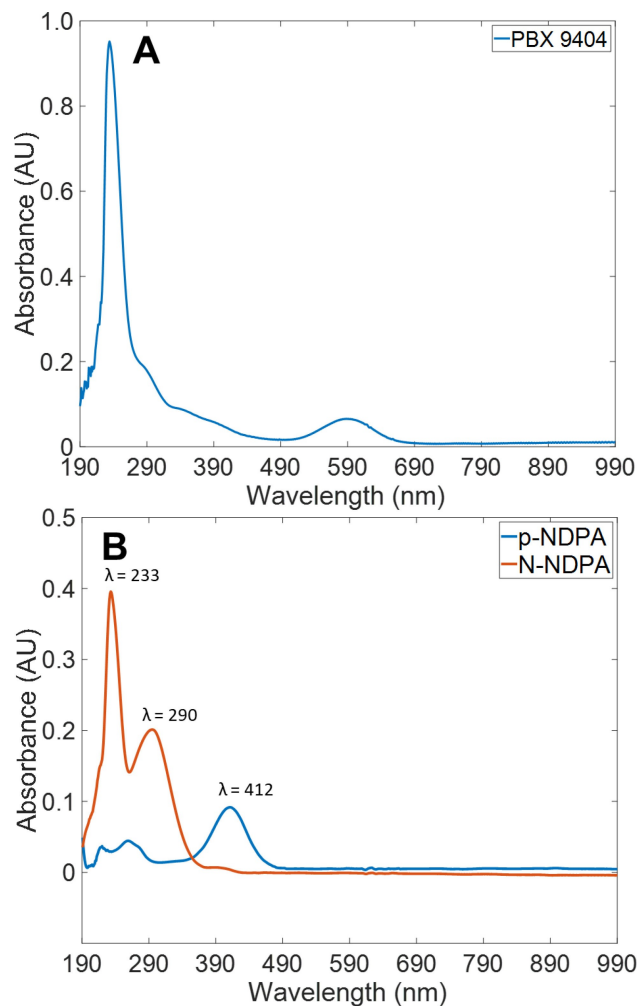 A
PBX 9404
Absorbance (AU)
1.0
0.8
0.6
0.4
0.2
0
190 290 390 490 590 690 790 890 990
Wavelength (nm)
B
p-NDPA
N-NDPA
λ = 233
λ = 290
λ = 412
Absorbance (AU)
0.5
0.4
0.3
0.2
0.1
0
190 290 390 490 590 690 790 890 990
Wavelength (nm)